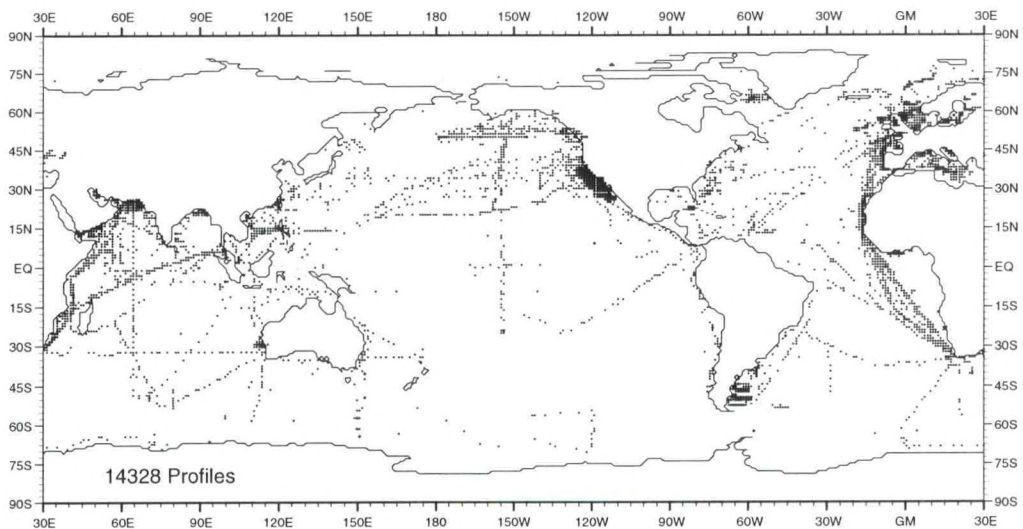 30E 60E 90E 120E 150E 180 150W 120W 90W 60W 30W GM 30E
90N 90N
75N 75N
60N 60N
45N 45N
30N 30N
15N 15N
EQ EQ
15S 15S
30S 30S
45S 45S
60S 60S
75S 75S
14328 Profiles
90S 90S
30E 60E 90E 120E 150E 180 150W 120W 90W 60W 30W GM 30E